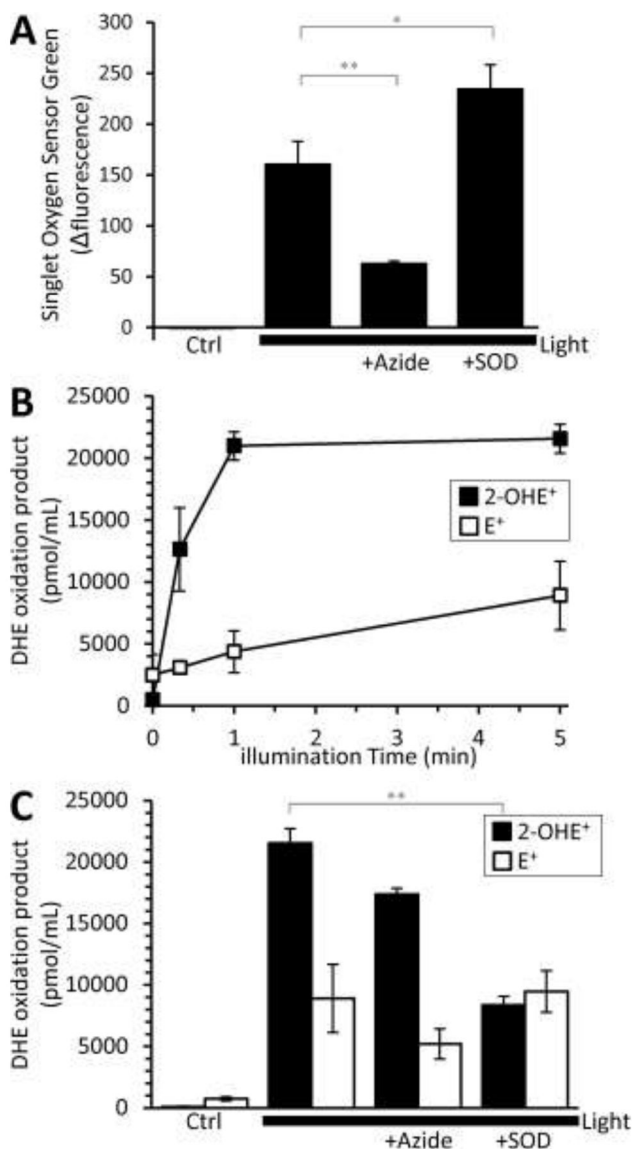 A
Singlet Oxygen Sensor Green
(Δfluorescence)
300
250
200
150
100
50
0
*
**
Ctrl
+Azide
+SOD
Light
B
DHE oxidation product
(pmol/mL)
25000
20000
15000
10000
5000
0
2-OHE⁺
E⁺
0 1 2 3 4 5
illumination Time (min)
C
DHE oxidation product
(pmol/mL)
25000
20000
15000
10000
5000
0
**
2-OHE⁺
E⁺
Ctrl
+Azide
+SOD
Light